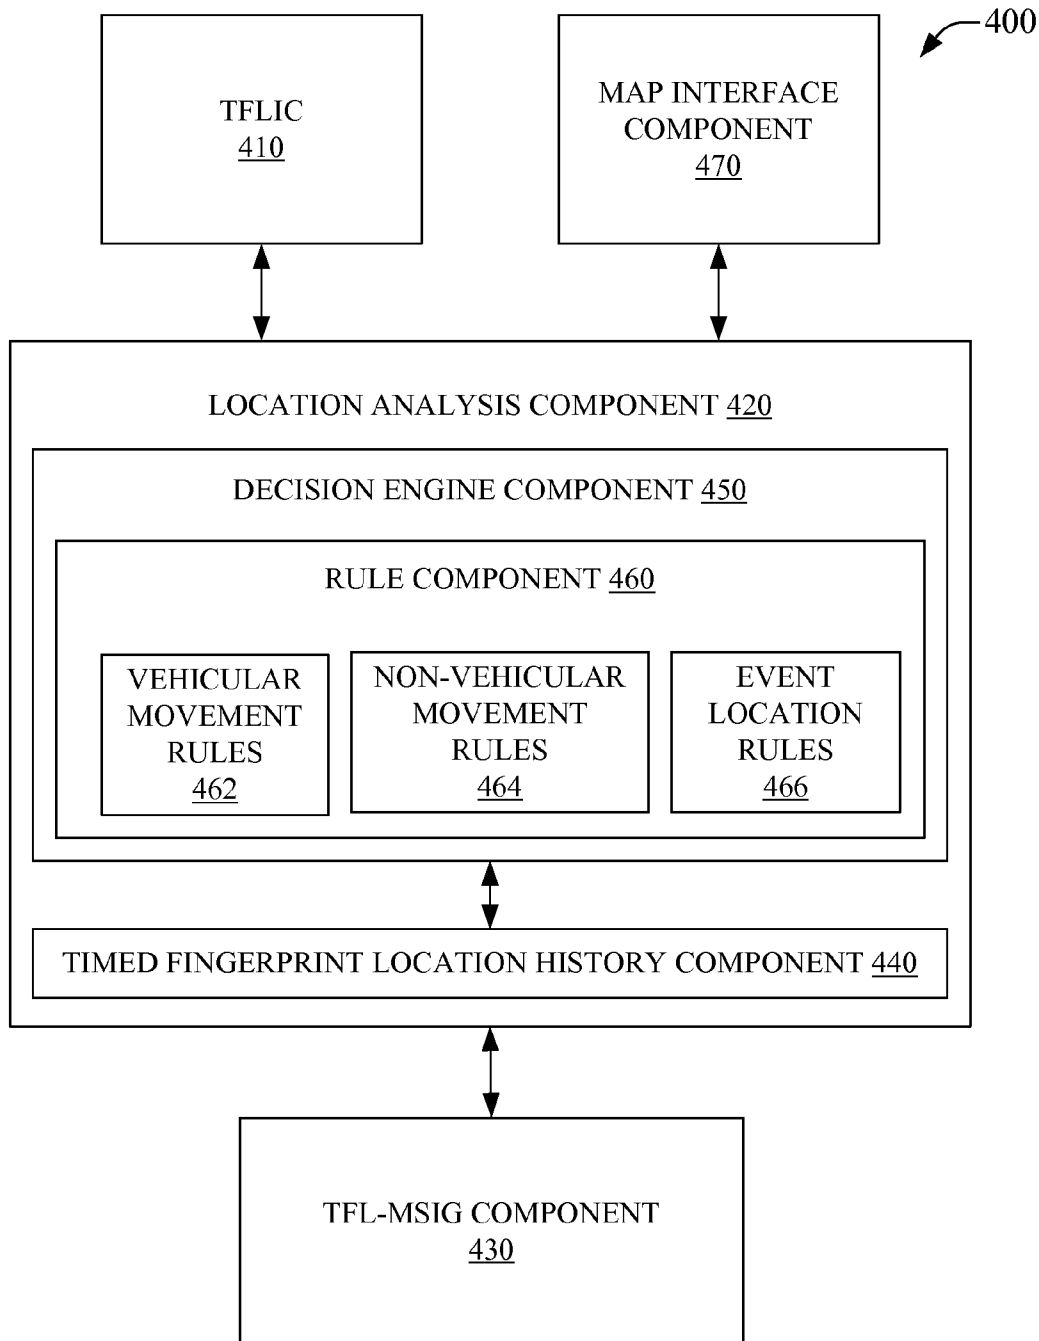 400
TFLIC
410
MAP INTERFACE
COMPONENT
470
LOCATION ANALYSIS COMPONENT 420
DECISION ENGINE COMPONENT 450
RULE COMPONENT 460
VEHICULAR
MOVEMENT
RULES
462
NON-VEHICULAR
MOVEMENT
RULES
464
EVENT
LOCATION
RULES
466
TIMED FINGERPRINT LOCATION HISTORY COMPONENT 440
TFL-MSIG COMPONENT
430